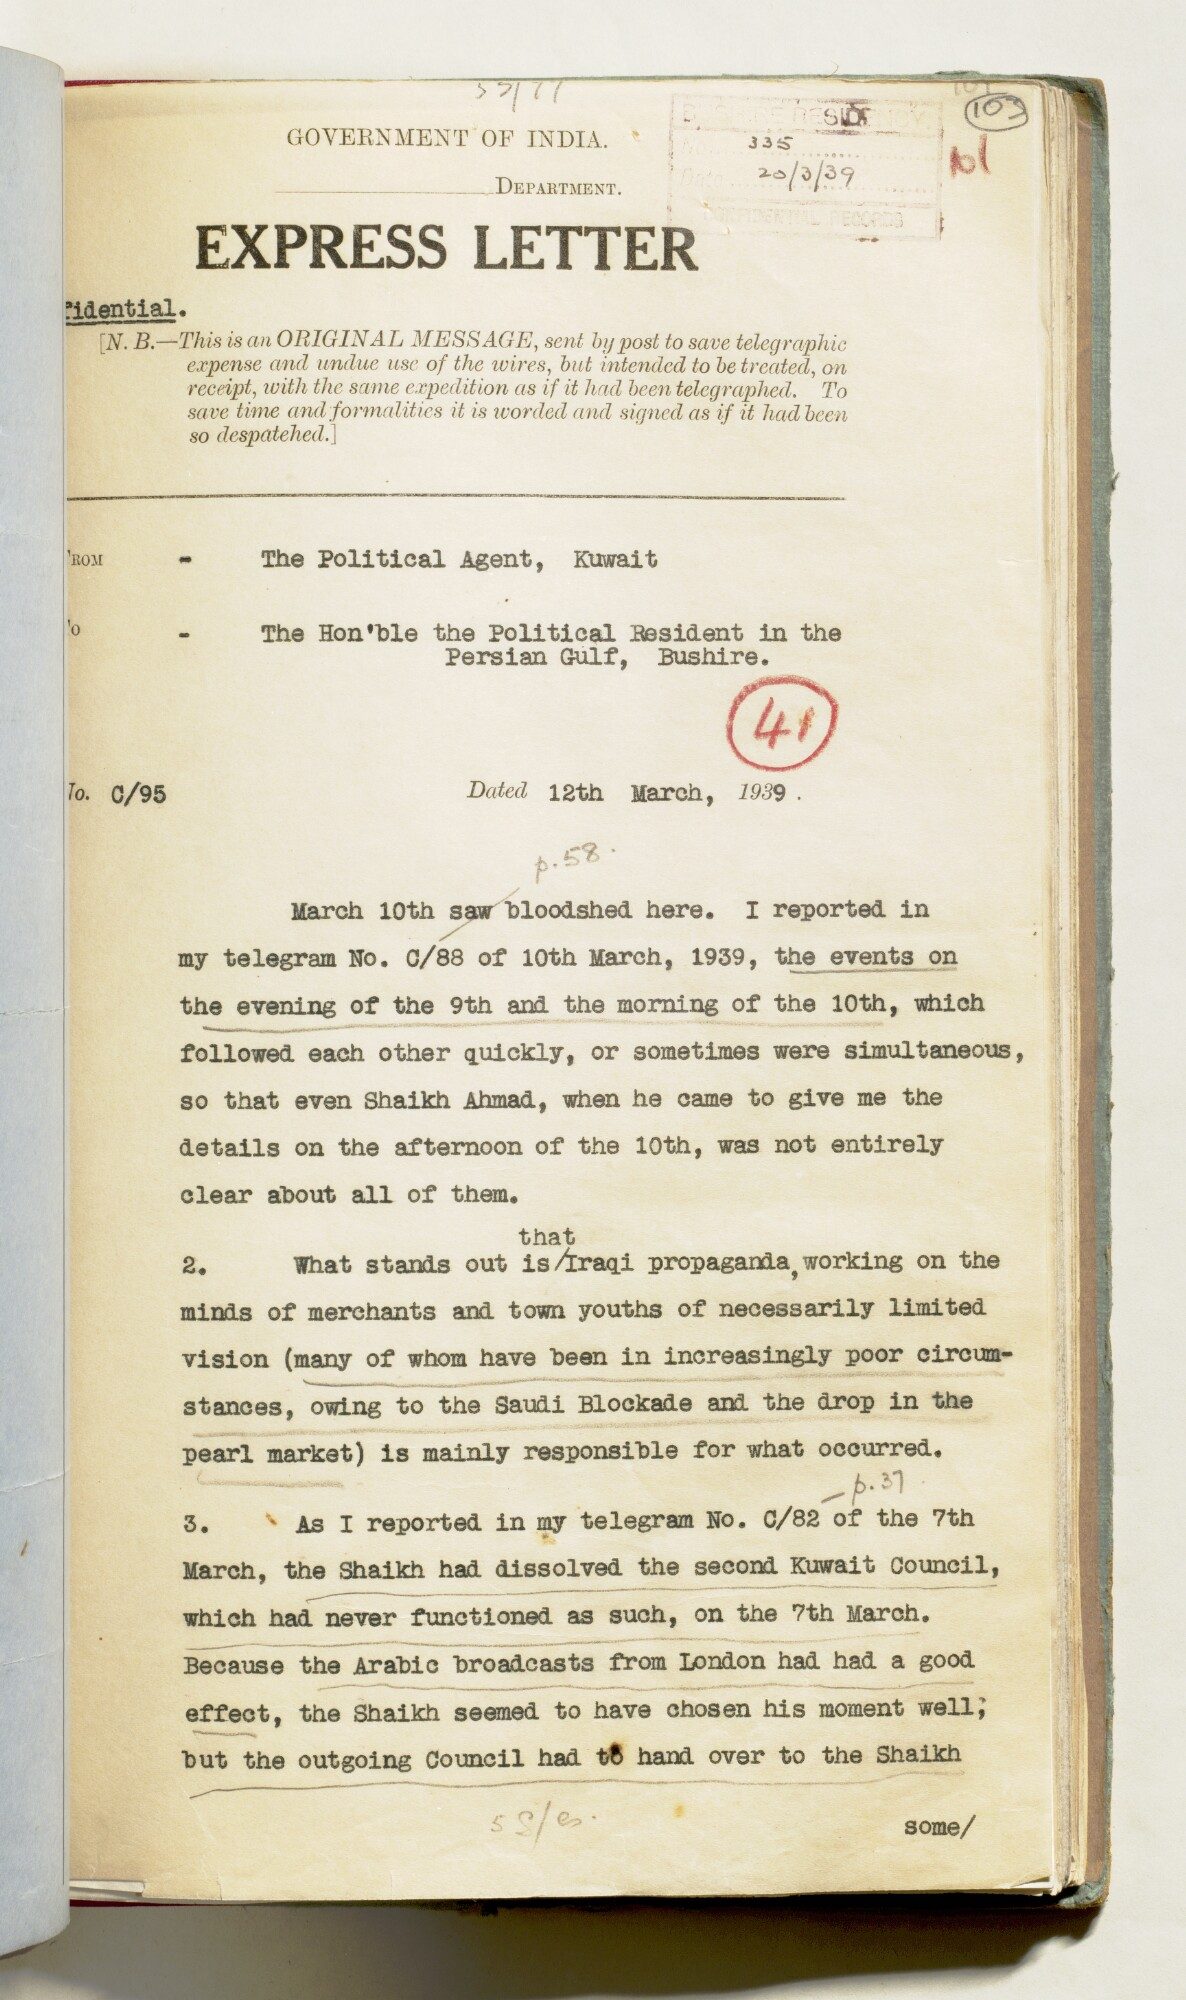 GOVERNMENT OF INDIA.
DEPARTMENT.
335
20/3/39
CONFIDENTIAL RECORDS
107
101
EXPRESS LETTER
fidential.
[N. B.—This is an ORIGINAL MESSAGE, sent by post to save telegraphic
expense and undue use of the wires, but intended to be treated, on
receipt, with the same expedition as if it had been telegraphed. To
save time and formalities it is worded and signed as if it had been
so despatched.]
ROM - The Political Agent, Kuwait
o - The Hon'ble the Political Resident in the
Persian Gulf, Bushire.
41
No. C/95 Dated 12th March, 1939.
p.58.
March 10th saw bloodshed here. I reported in
my telegram No. C/88 of 10th March, 1939, the events on
the evening of the 9th and the morning of the 10th, which
followed each other quickly, or sometimes were simultaneous,
so that even Shaikh Ahmad, when he came to give me the
details on the afternoon of the 10th, was not entirely
clear about all of them.
that
2. What stands out is/Iraqi propaganda, working on the
minds of merchants and town youths of necessarily limited
vision (many of whom have been in increasingly poor circum-
stances, owing to the Saudi Blockade and the drop in the
pearl market) is mainly responsible for what occurred.
p.37
3. As I reported in my telegram No. C/82 of the 7th
March, the Shaikh had dissolved the second Kuwait Council,
which had never functioned as such, on the 7th March.
Because the Arabic broadcasts from London had had a good
effect, the Shaikh seemed to have chosen his moment well;
but the outgoing Council had to hand over to the Shaikh
some/